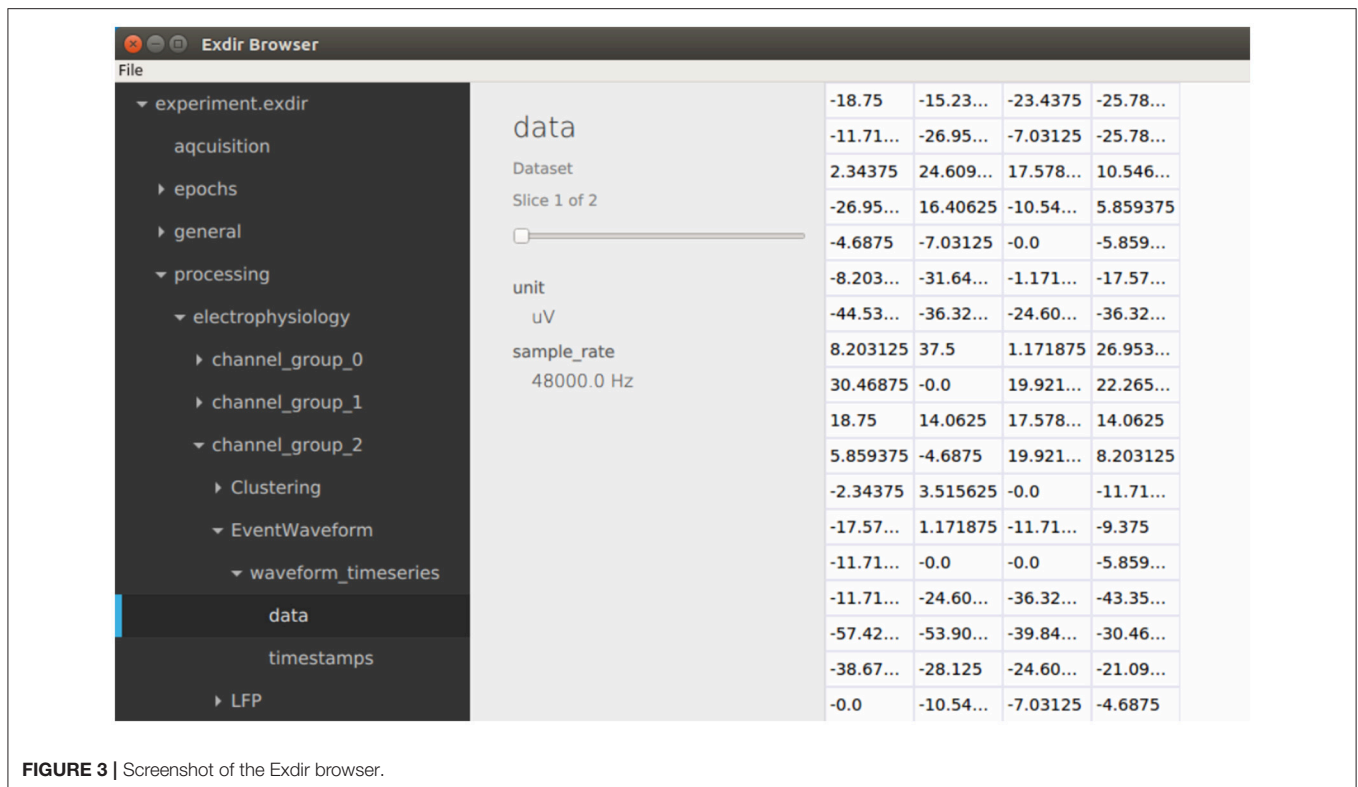 Exdir Browser
File
experiment.exdir
aqcuisition
epochs
general
processing
electrophysiology
channel_group_0
channel_group_1
channel_group_2
Clustering
EventWaveform
waveform_timeseries
data
timestamps
LFP
data
Dataset
Slice 1 of 2
unit
uV
sample_rate
48000.0 Hz
-18.75 -15.23... -23.4375 -25.78...
-11.71... -26.95... -7.03125 -25.78...
2.34375 24.609... 17.578... 10.546...
-26.95... 16.40625 -10.54... 5.859375
-4.6875 -7.03125 -0.0 -5.859...
-8.203... -31.64... -1.171... -17.57...
-44.53... -36.32... -24.60... -36.32...
8.203125 37.5 1.171875 26.953...
30.46875 -0.0 19.921... 22.265...
18.75 14.0625 17.578... 14.0625
5.859375 -4.6875 19.921... 8.203125
-2.34375 3.515625 -0.0 -11.71...
-17.57... 1.171875 -11.71... -9.375
-11.71... -0.0 -0.0 -5.859...
-11.71... -24.60... -36.32... -43.35...
-57.42... -53.90... -39.84... -30.46...
-38.67... -28.125 -24.60... -21.09...
-0.0 -10.54... -7.03125 -4.6875
FIGURE 3 | Screenshot of the Exdir browser.